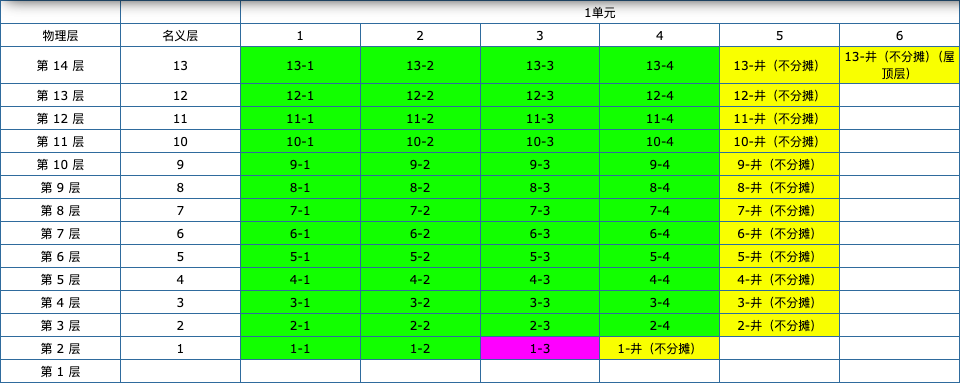 1单元
物理层 名义层 1 2 3 4 5 6
第 14 层 13 13-1 13-2 13-3 13-4 13-井（不分摊） 13-井（不分摊）(屋
顶层）
第 13 层 12 12-1 12-2 12-3 12-4 12-井（不分摊）
第 12 层 11 11-1 11-2 11-3 11-4 11-井（不分摊）
第 11 层 10 10-1 10-2 10-3 10-4 10-井（不分摊）
第 10 层 9 9-1 9-2 9-3 9-4 9-井（不分摊）
第 9 层 8 8-1 8-2 8-3 8-4 8-井（不分摊）
第 8 层 7 7-1 7-2 7-3 7-4 7-井（不分摊）
第 7 层 6 6-1 6-2 6-3 6-4 6-井（不分摊）
第 6 层 5 5-1 5-2 5-3 5-4 5-井（不分摊）
第 5 层 4 4-1 4-2 4-3 4-4 4-井（不分摊）
第 4 层 3 3-1 3-2 3-3 3-4 3-井（不分摊）
第 3 层 2 2-1 2-2 2-3 2-4 2-井（不分摊）
第 2 层 1 1-1 1-2 1-3 1-井（不分摊）
第 1 层